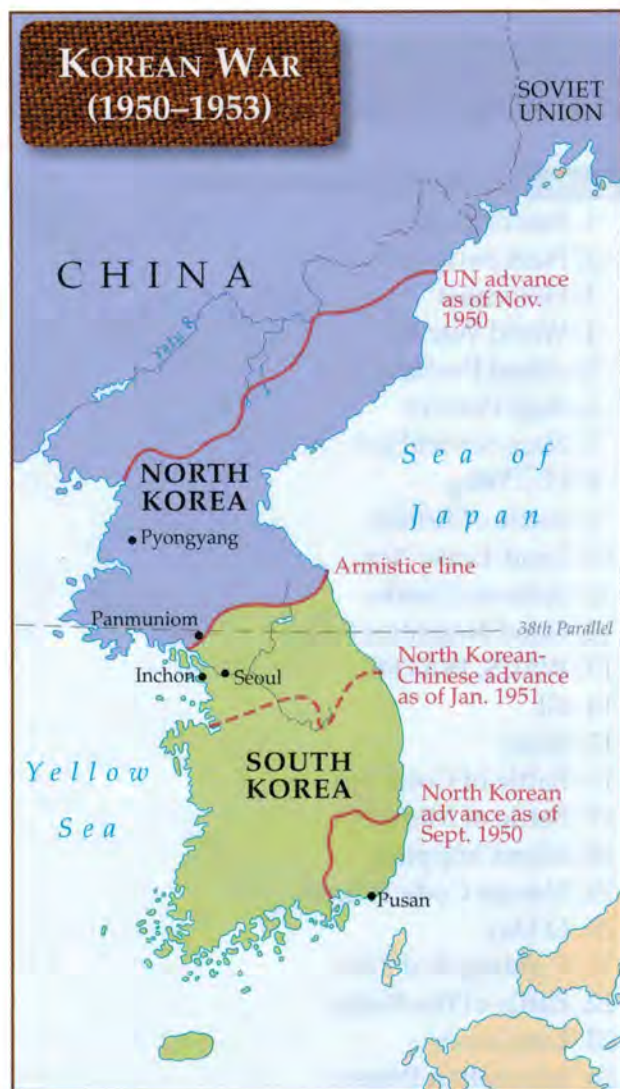 KOREAN WAR
(1950–1953)
SOVIET
UNION
CHINA
UN advance
as of Nov.
1950
Yalu R.
Sea of
Japan
NORTH
KOREA
Pyongyang
Armistice line
Panmuniom
38th Parallel
Inchon
Seoul
North Korean-
Chinese advance
as of Jan. 1951
Yellow
Sea
SOUTH
KOREA
North Korean
advance as of
Sept. 1950
Pusan